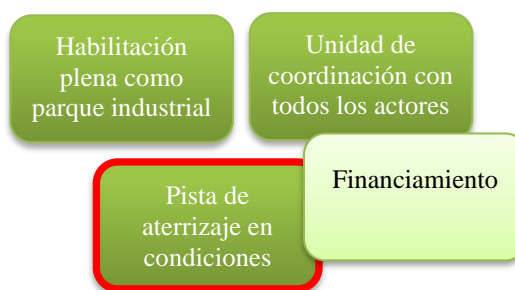 Habilitación
plena como
parque industrial
Unidad de
coordinación con
todos los actores
Pista de
aterrizaje en
condiciones
Financiamiento